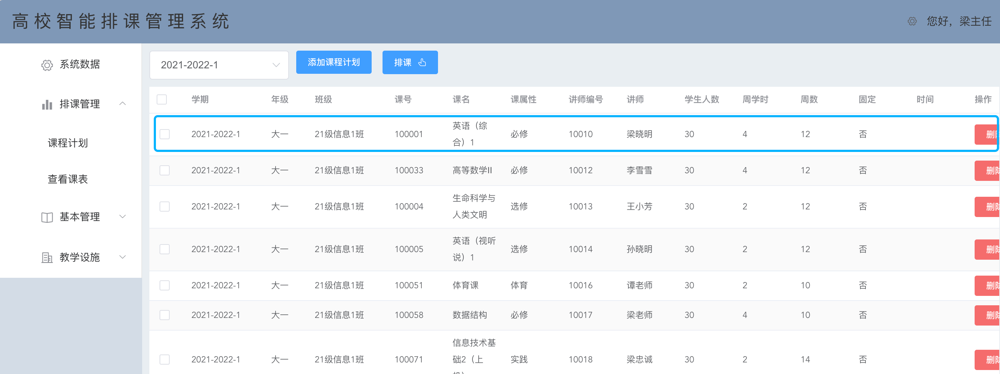 高校智能排课管理系统
您好，梁主任
系统数据
排课管理
课程计划
查看课表
基本管理
教学设施
2021-2022-1
添加课程计划
排课
学期 年级 班级 课号 课名 课属性 讲师编号 讲师 学生人数 周学时 周数 固定 时间 操作
2021-2022-1 大一 21级信息1班 100001 英语（综
合）1 必修 10010 梁晓明 30 4 12 否
2021-2022-1 大一 21级信息1班 100033 高等数学II 必修 10012 李雪雪 30 4 12 否 删除
2021-2022-1 大一 21级信息1班 100004 生命科学与
人类文明 选修 10013 王小芳 30 2 12 否 删除
2021-2022-1 大一 21级信息1班 100005 英语（视听
说）1 选修 10014 孙晓明 30 2 12 否 删除
2021-2022-1 大一 21级信息1班 100051 体育课 体育 10016 谭老师 30 2 10 否 删除
2021-2022-1 大一 21级信息1班 100058 数据结构 必修 10017 梁老师 30 4 10 否 删除
2021-2022-1 大一 21级信息1班 100071 信息技术基
础2（上 实践 10018 梁忠诚 30 2 14 否 删除